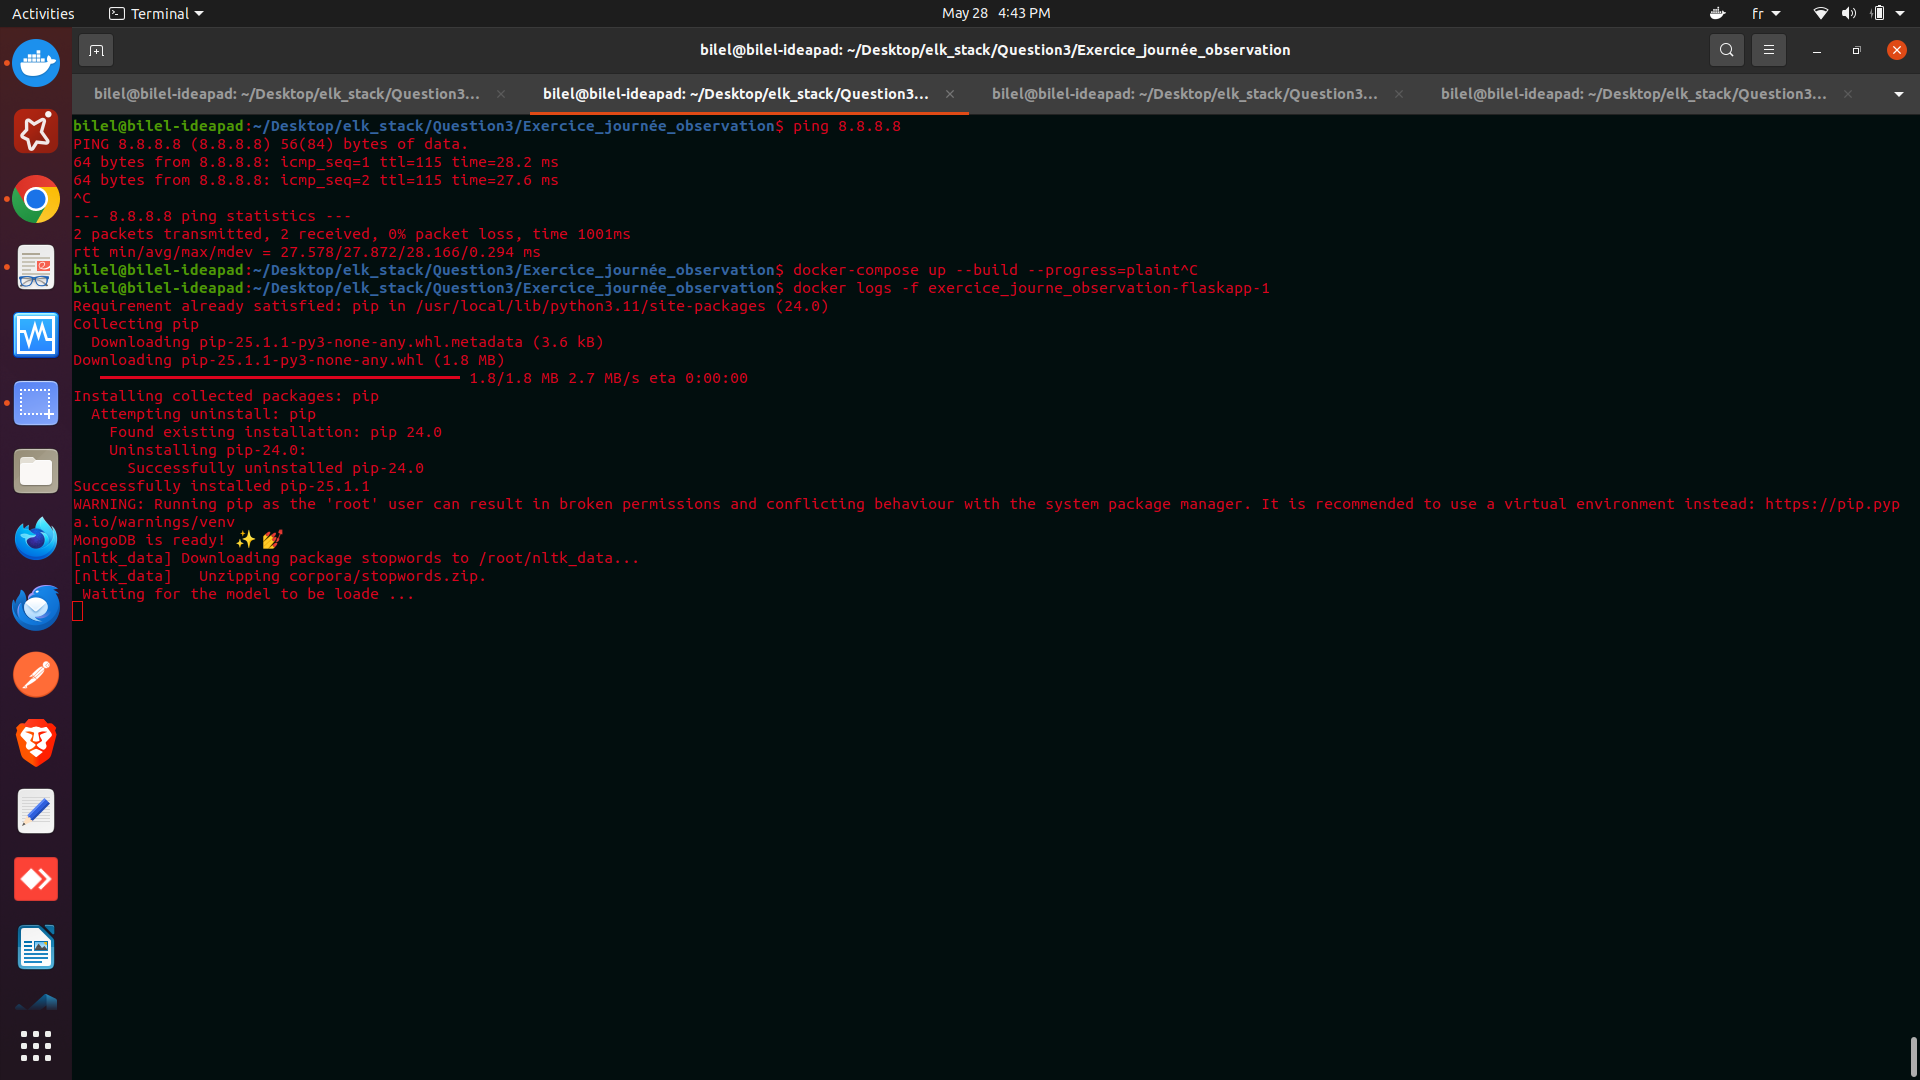 Activities
Terminal
May 28 4:43 PM
fr
bilel@bilel-ideapad: ~/Desktop/elk_stack/Question3/Exercice_journée_observation
bilel@bilel-ideapad: ~/Desktop/elk_stack/Question3...
bilel@bilel-ideapad: ~/Desktop/elk_stack/Question3...
bilel@bilel-ideapad: ~/Desktop/elk_stack/Question3...
bilel@bilel-ideapad: ~/Desktop/elk_stack/Question3...
bilel@bilel-ideapad:~/Desktop/elk_stack/Question3/Exercice_journée_observation$ ping 8.8.8.8
PING 8.8.8.8 (8.8.8.8) 56(84) bytes of data.
64 bytes from 8.8.8.8: icmp_seq=1 ttl=115 time=28.2 ms
64 bytes from 8.8.8.8: icmp_seq=2 ttl=115 time=27.6 ms
^C
--- 8.8.8.8 ping statistics ---
2 packets transmitted, 2 received, 0% packet loss, time 1001ms
rtt min/avg/max/mdev = 27.578/27.872/28.166/0.294 ms
bilel@bilel-ideapad:~/Desktop/elk_stack/Question3/Exercice_journée_observation$ docker-compose up --build --progress=plaint^C
bilel@bilel-ideapad:~/Desktop/elk_stack/Question3/Exercice_journée_observation$ docker logs -f exercice_journe_observation-flaskapp-1
Requirement already satisfied: pip in /usr/local/lib/python3.11/site-packages (24.0)
Collecting pip
  Downloading pip-25.1.1-py3-none-any.whl.metadata (3.6 kB)
Downloading pip-25.1.1-py3-none-any.whl (1.8 MB)
1.8/1.8 MB 2.7 MB/s eta 0:00:00
Installing collected packages: pip
  Attempting uninstall: pip
    Found existing installation: pip 24.0
    Uninstalling pip-24.0:
      Successfully uninstalled pip-24.0
Successfully installed pip-25.1.1
WARNING: Running pip as the 'root' user can result in broken permissions and conflicting behaviour with the system package manager. It is recommended to use a virtual environment instead: https://pip.pyp
a.io/warnings/venv
MongoDB is ready! ✨ 💅
[nltk_data] Downloading package stopwords to /root/nltk_data...
[nltk_data]   Unzipping corpora/stopwords.zip.
 Waiting for the model to be loade ...